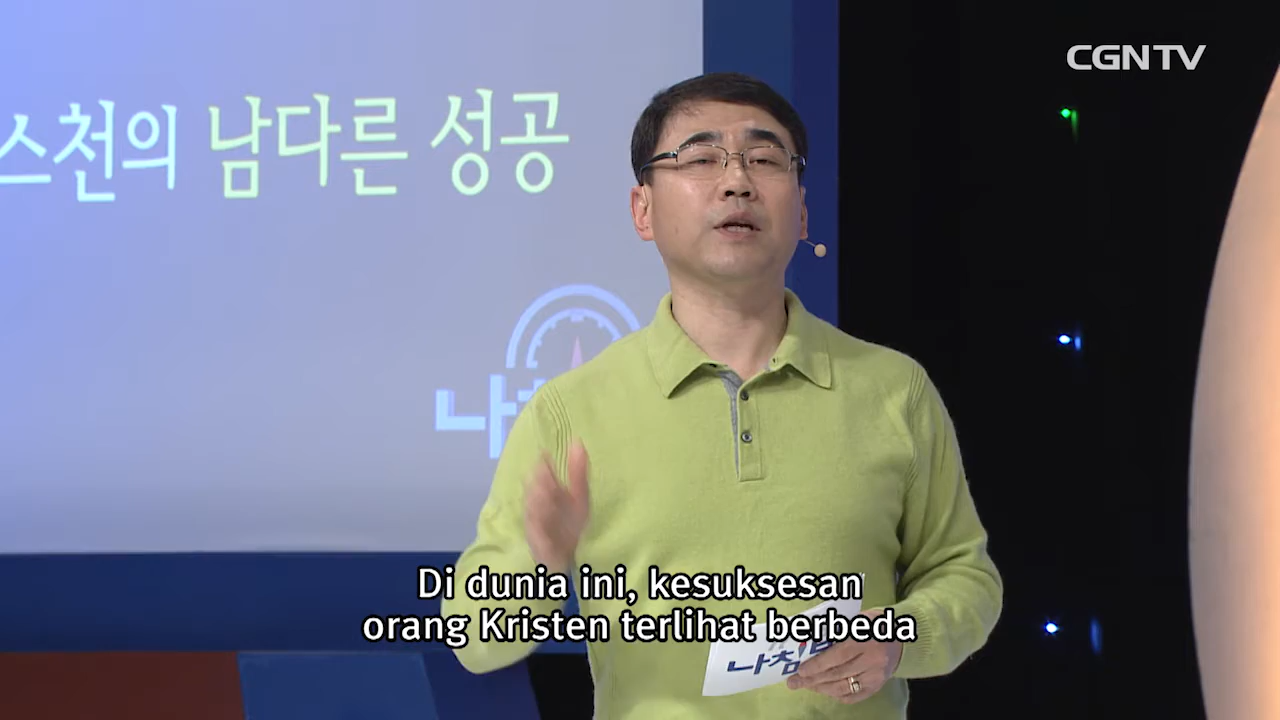 CGNTV
스천의 남다른 성공
Di dunia ini, kesuksesan
orang Kristen terlihat berbeda